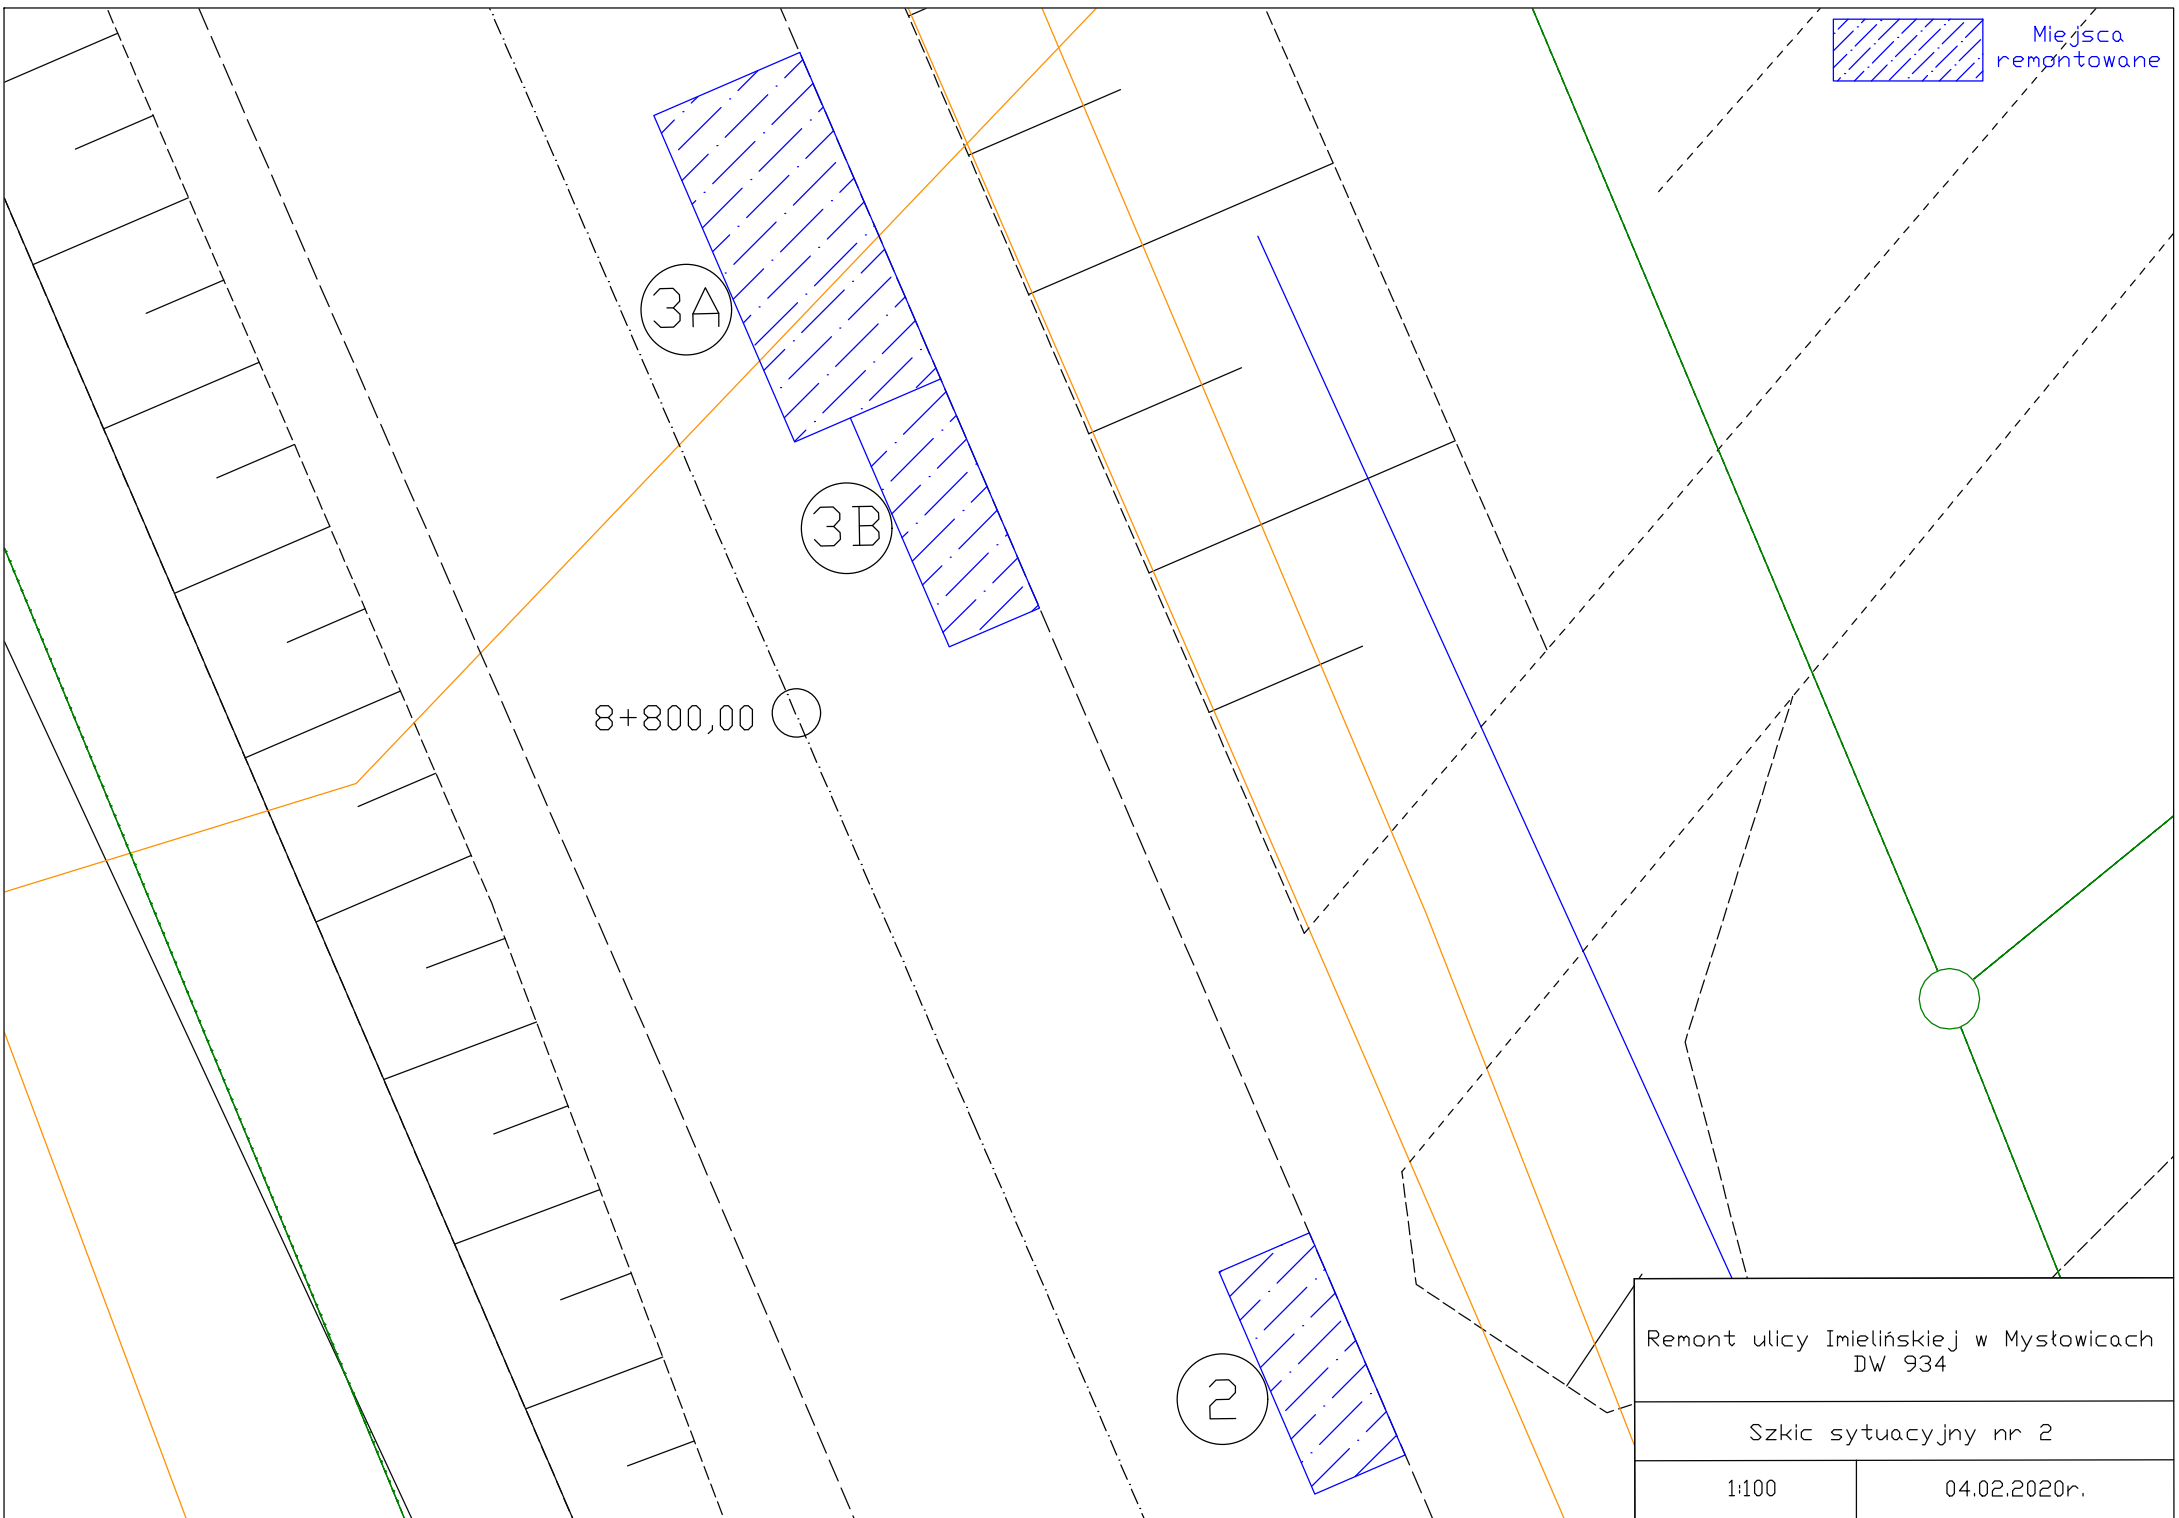 Miejsca
remontowane
3A
3B
8+800,00
2
Remont ulicy Imielińskiej w Mysłowicach
DW 934
Szkic sytuacyjny nr 2
1:100
04.02.2020r.